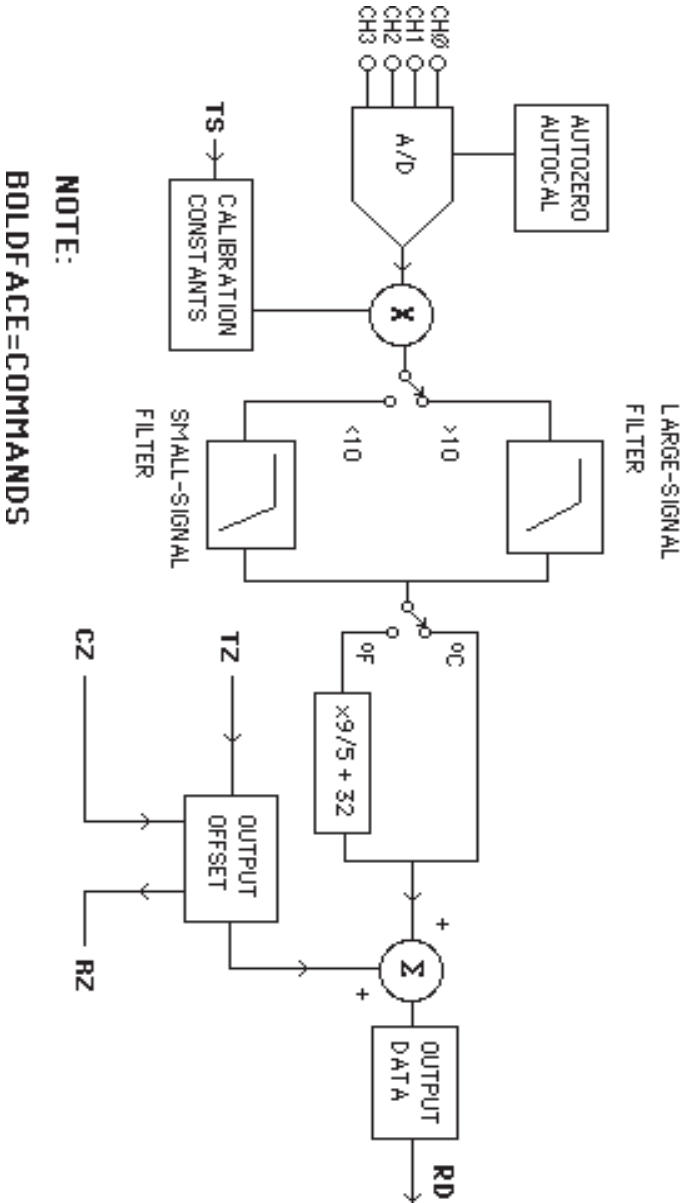 CHØ
CH1
CH2
CH3
AUTOZERO
AUTOCAL
A/D
TS
CALIBRATION
CONSTANTS
X
LARGE-SIGNAL
FILTER
>10
<10
SMALL-SIGNAL
FILTER
°C
°F
x9/5 + 32
TZ
CZ
OUTPUT
OFFSET
RZ
+
Σ
+
OUTPUT
DATA
RD
NOTE:
BOLDFACE=COMMANDS